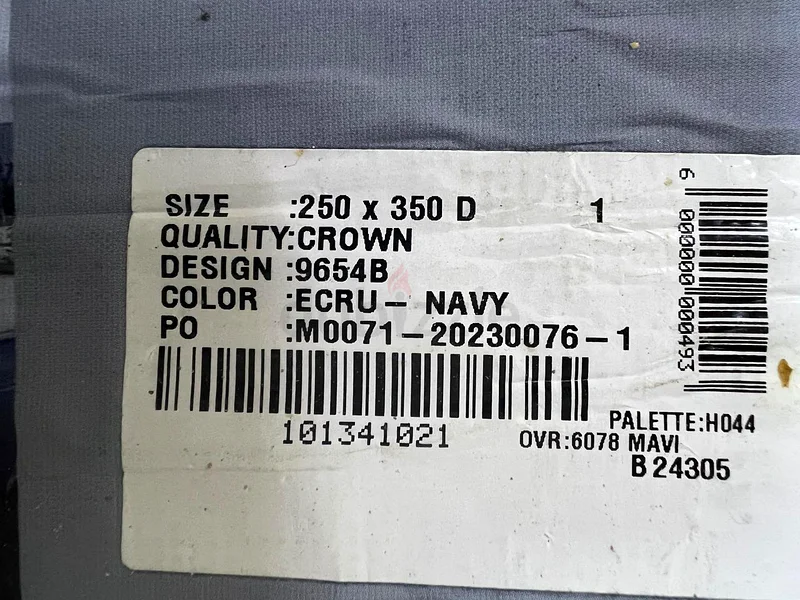 SIZE :250 x 350 D 1
QUALITY:CROWN
DESIGN :9654B
COLOR :ECRU - NAVY
PO :M0071-20230076-1
101341021
PALETTE:H044
OVR:6078 MAVI
B 24305
6 000000 000493